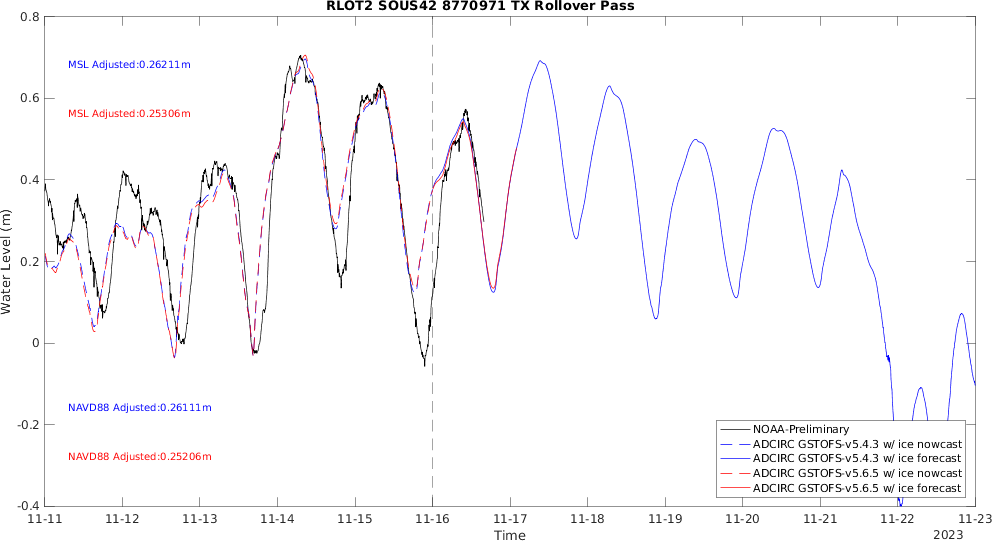 RLOT2 SOUS42 8770971 TX Rollover Pass
0.8
MSL Adjusted:0.26211m
0.6
MSL Adjusted:0.25306m
0.4
Water Level (m)
0.2
0
NAVD88 Adjusted:0.26111m
-0.2
NAVD88 Adjusted:0.25206m
NOAA-Preliminary
ADCIRC GSTOFS-v5.4.3 w/ ice nowcast
ADCIRC GSTOFS-v5.4.3 w/ ice forecast
ADCIRC GSTOFS-v5.6.5 w/ ice nowcast
ADCIRC GSTOFS-v5.6.5 w/ ice forecast
-0.4
11-11 11-12 11-13 11-14 11-15 11-16 11-17 11-18 11-19 11-20 11-21 11-22 11-23
Time
2023